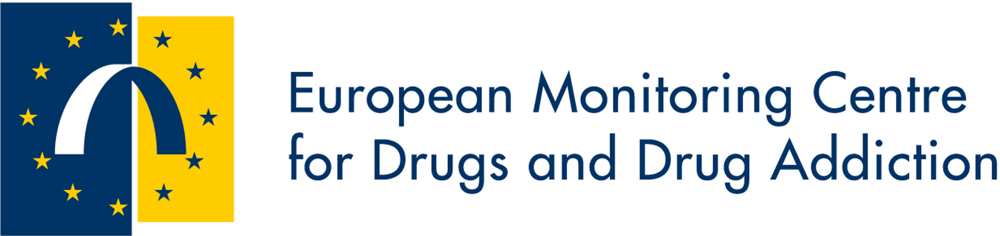 European Monitoring Centre
for Drugs and Drug Addiction